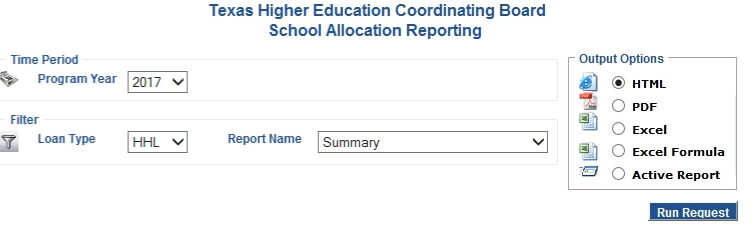 Texas Higher Education Coordinating Board
School Allocation Reporting
Time Period
Program Year 2017
Filter
Loan Type HHL Report Name Summary
Output Options
HTML
PDF
Excel
Excel Formula
Active Report
Run Request